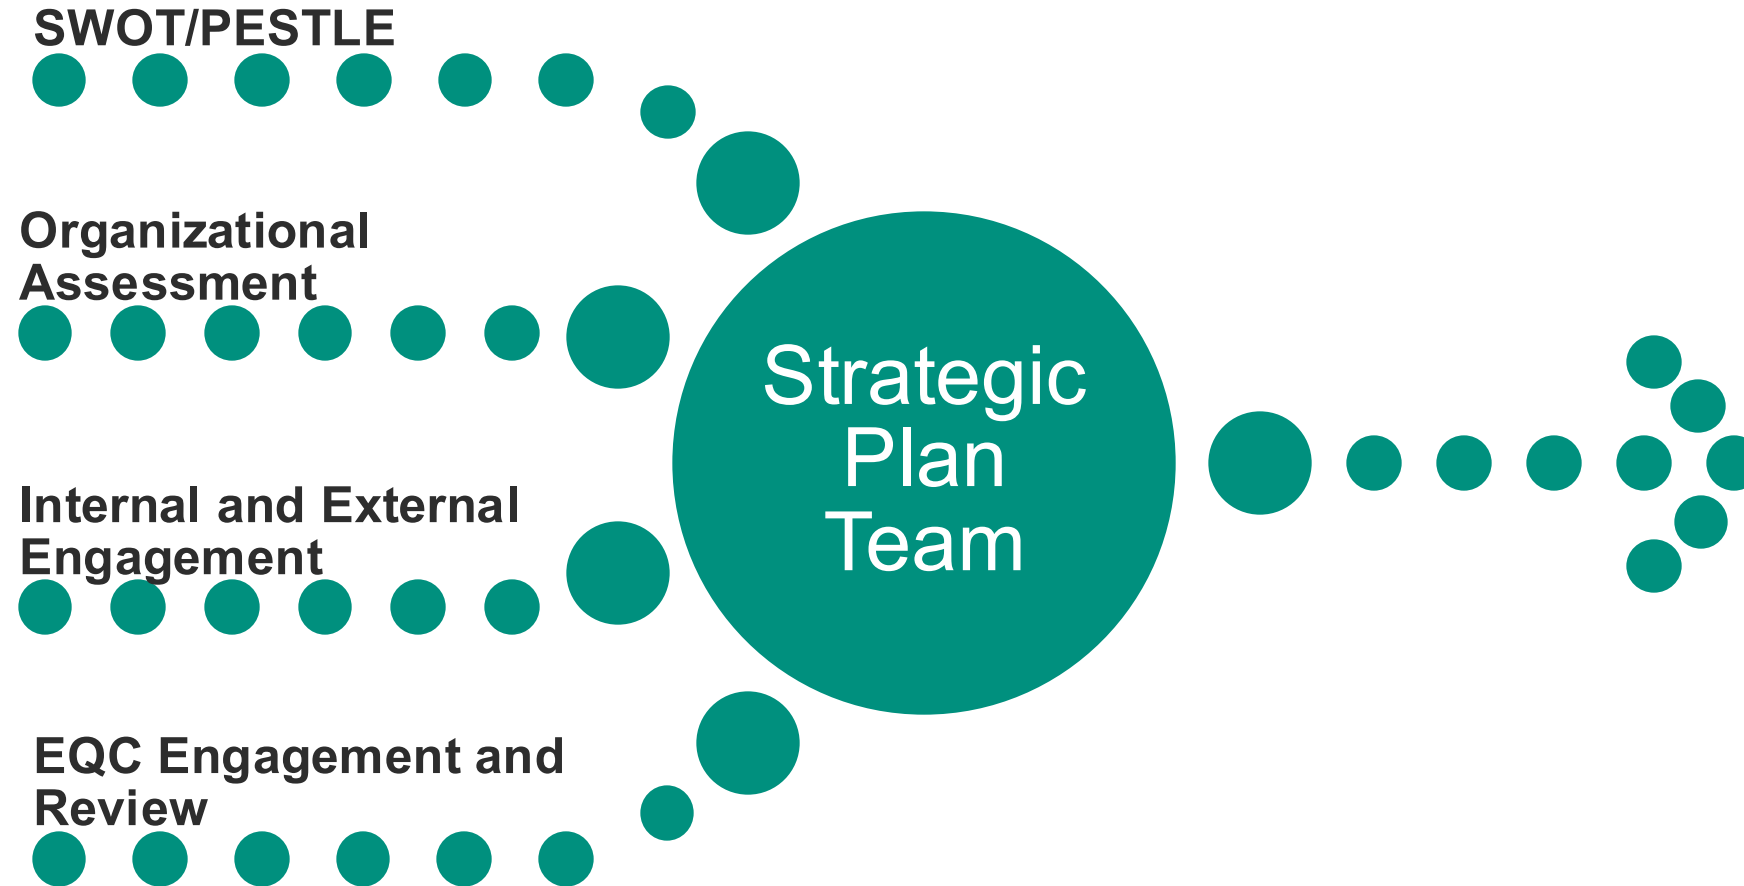 SWOT/PESTLE
Organizational
Assessment
Internal and External
Engagement
EQC Engagement and
Review
Strategic
Plan
Team